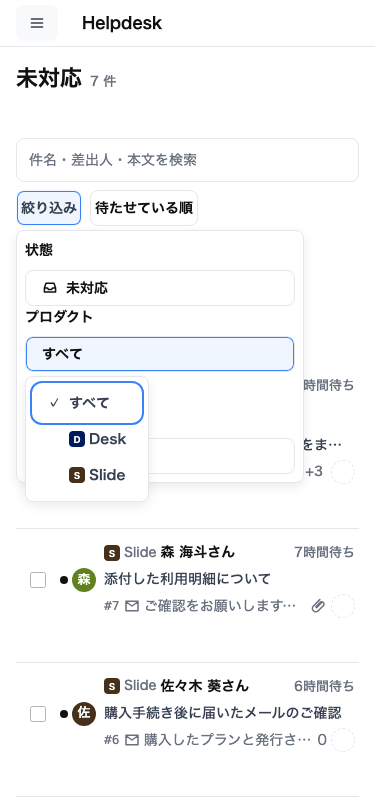 Helpdesk
未対応 7 件
件名・差出人・本文を検索
絞り込み 待たせている順
状態
未対応
プロダクト
すべて
時間待ち
✓ すべて
D Desk
をま…
S Slide
+3
S Slide 森 海斗さん 7時間待ち
森 添付した利用明細について
#7 ご確認をお願いします…
S Slide 佐々木 葵さん 6時間待ち
佐 購入手続き後に届いたメールのご確認
#6 購入したプランと発行さ… 0